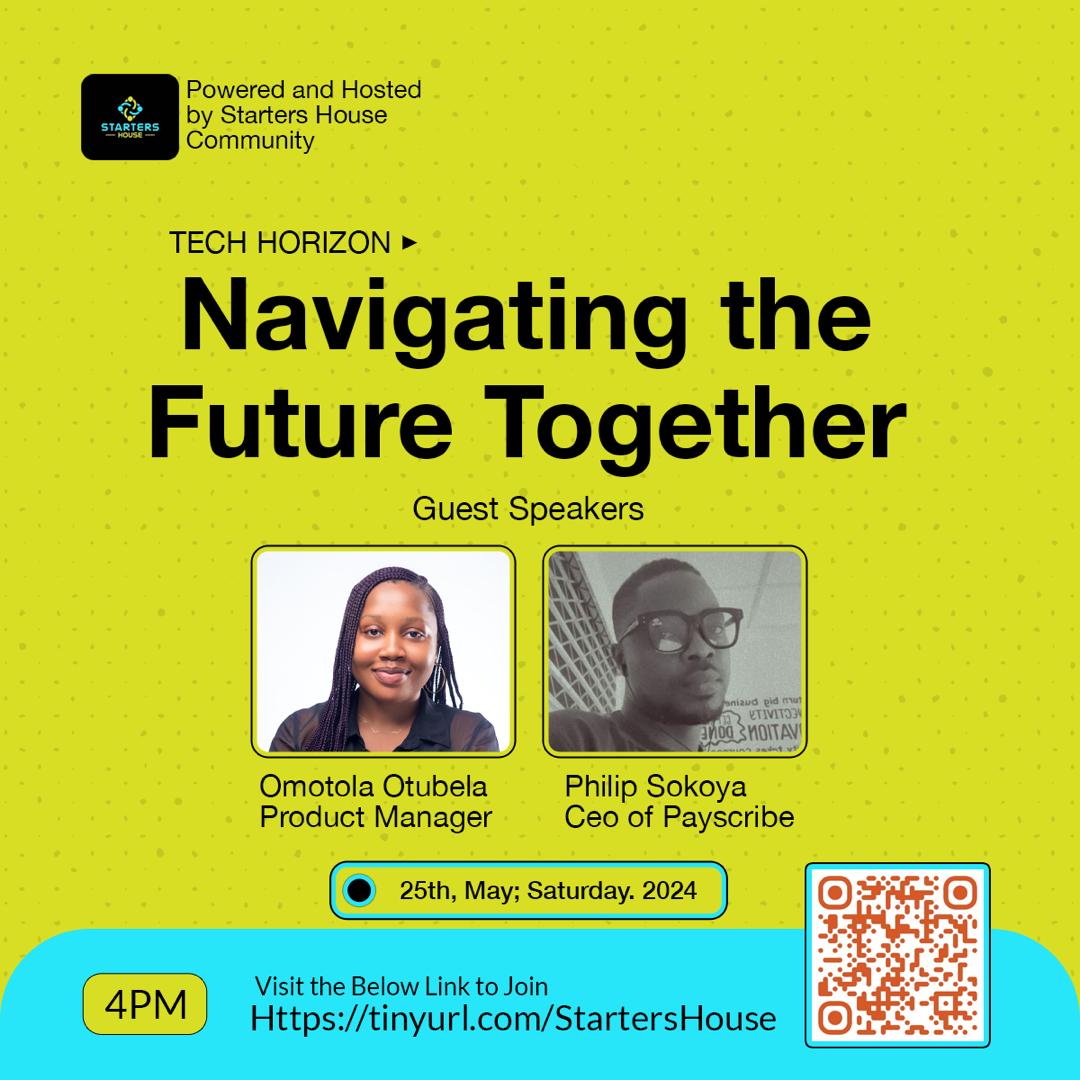 STARTERS
HOUSE
Powered and Hosted
by Starters House
Community
TECH HORIZON
Navigating the
Future Together
Guest Speakers
Omotola Otubela
Product Manager
Philip Sokoya
Ceo of Payscribe
25th, May; Saturday. 2024
4PM
Visit the Below Link to Join
Https://tinyurl.com/StartersHouse